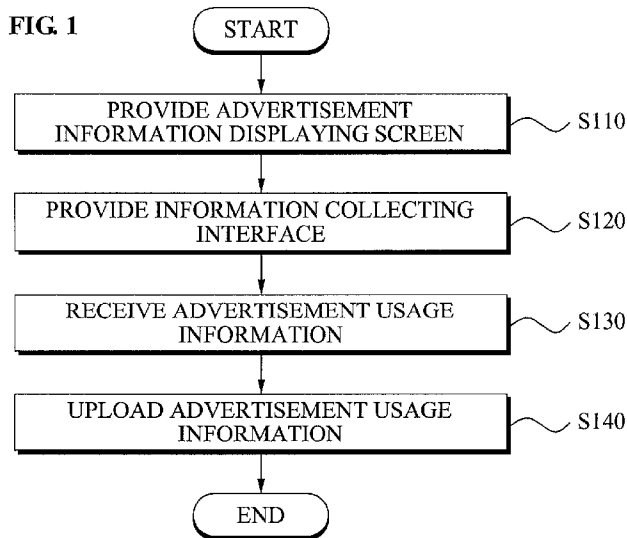 FIG. 1
START
PROVIDE ADVERTISEMENT
INFORMATION DISPLAYING SCREEN
S110
PROVIDE INFORMATION COLLECTING
INTERFACE
S120
RECEIVE ADVERTISEMENT USAGE
INFORMATION
S130
UPLOAD ADVERTISEMENT USAGE
INFORMATION
S140
END